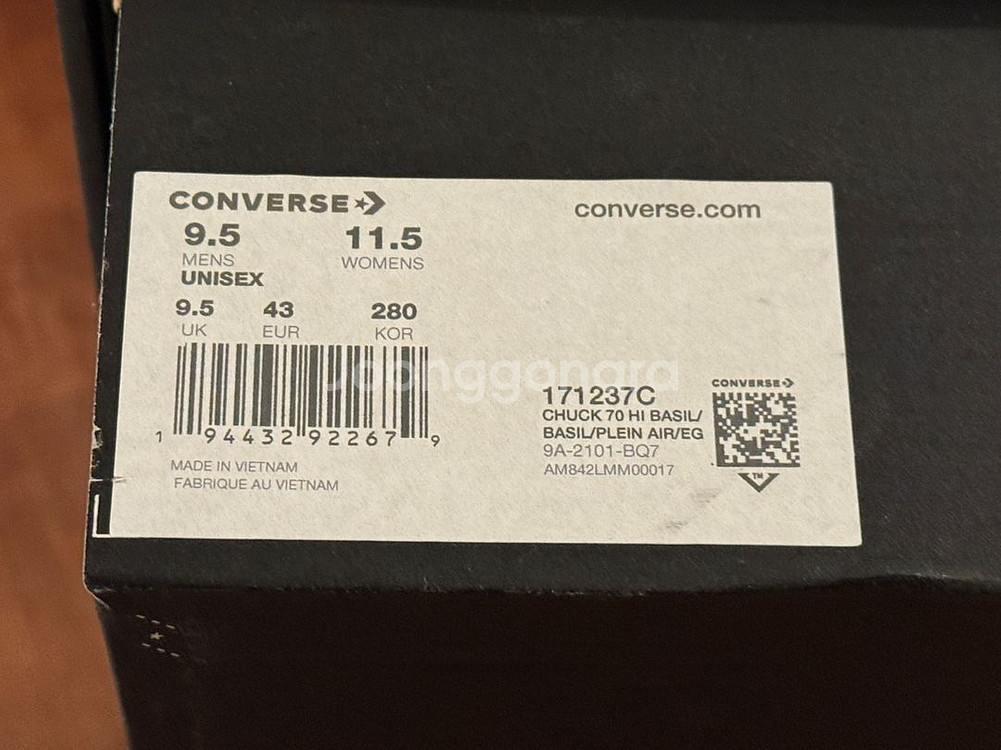 CONVERSE
converse.com
9.5 11.5
MENS WOMENS
UNISEX
9.5 43 280
UK EUR KOR
Joonggonara
1 94432 92267 9
171237C
CHUCK 70 HI BASIL/
BASIL/PLEIN AIR/EG
9A-2101-BQ7
AM842LMM00017
CONVERSE
TM
MADE IN VIETNAM
FABRIQUE AU VIETNAM